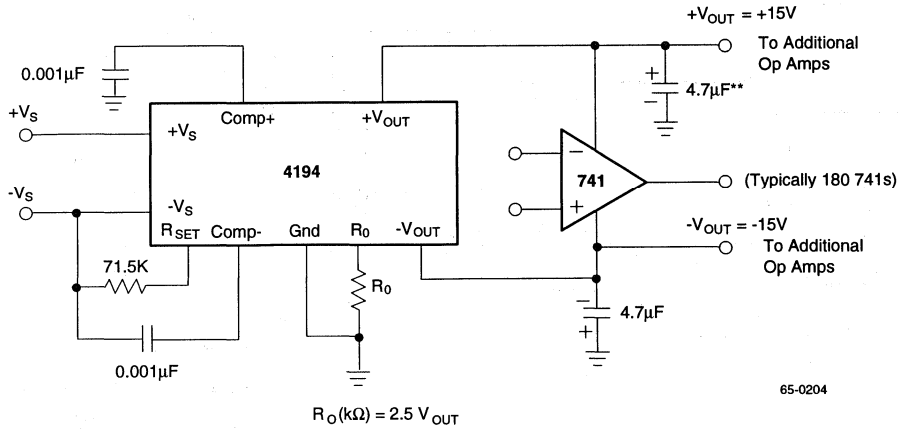 +VOUT = +15V
To Additional
Op Amps
0.001µF
+
−
4.7µF**
+VS
Comp+
+VOUT
+VS
4194
−
741
+
(Typically 180 741s)
-VS
-VS
RSET
Comp-
Gnd
R0
-VOUT
-VOUT = -15V
To Additional
Op Amps
71.5K
R0
−
+
4.7µF
0.001µF
65-0204
RO(kΩ) = 2.5 VOUT